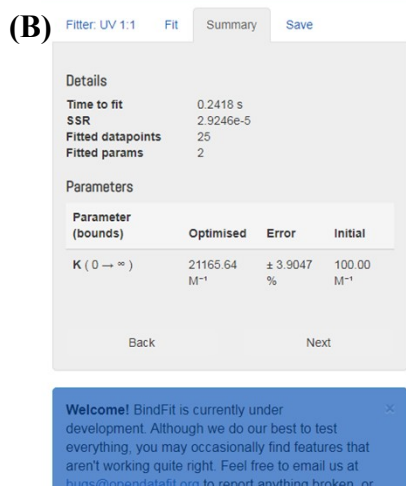 (B)
Fitter: UV 1:1 Fit Summary Save
Details
Time to fit 0.2418 s
SSR 2.9246e-5
Fitted datapoints 25
Fitted params 2
Parameters
Parameter
(bounds) Optimised Error Initial
K ( 0 → ∞ ) 21165.64 ± 3.9047 100.00
M⁻¹ % M⁻¹
Back Next
Welcome! BindFit is currently under ×
development. Although we do our best to test
everything, you may occasionally find features that
aren't working quite right. Feel free to email us at
bugs@opendatafit.org to report anything broken, or